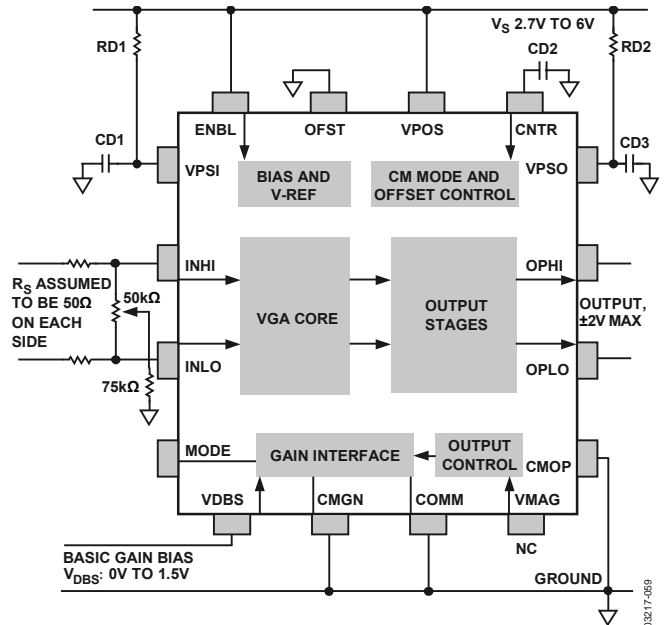 V_S 2.7V TO 6V
RD1
RD2
CD2
ENBL
OFST
VPOS
CNTR
CD1
CD3
VPSI
VPSO
BIAS AND
V-REF
CM MODE AND
OFFSET CONTROL
INHI
OPHI
R_S ASSUMED
TO BE 50Ω
ON EACH
SIDE
50kΩ
VGA CORE
OUTPUT
STAGES
OUTPUT,
±2V MAX
INLO
OPLO
75kΩ
MODE
GAIN INTERFACE
OUTPUT
CONTROL
CMOP
VDBS
CMGN
COMM
VMAG
NC
BASIC GAIN BIAS
V_DBS: 0V TO 1.5V
GROUND
03217-059